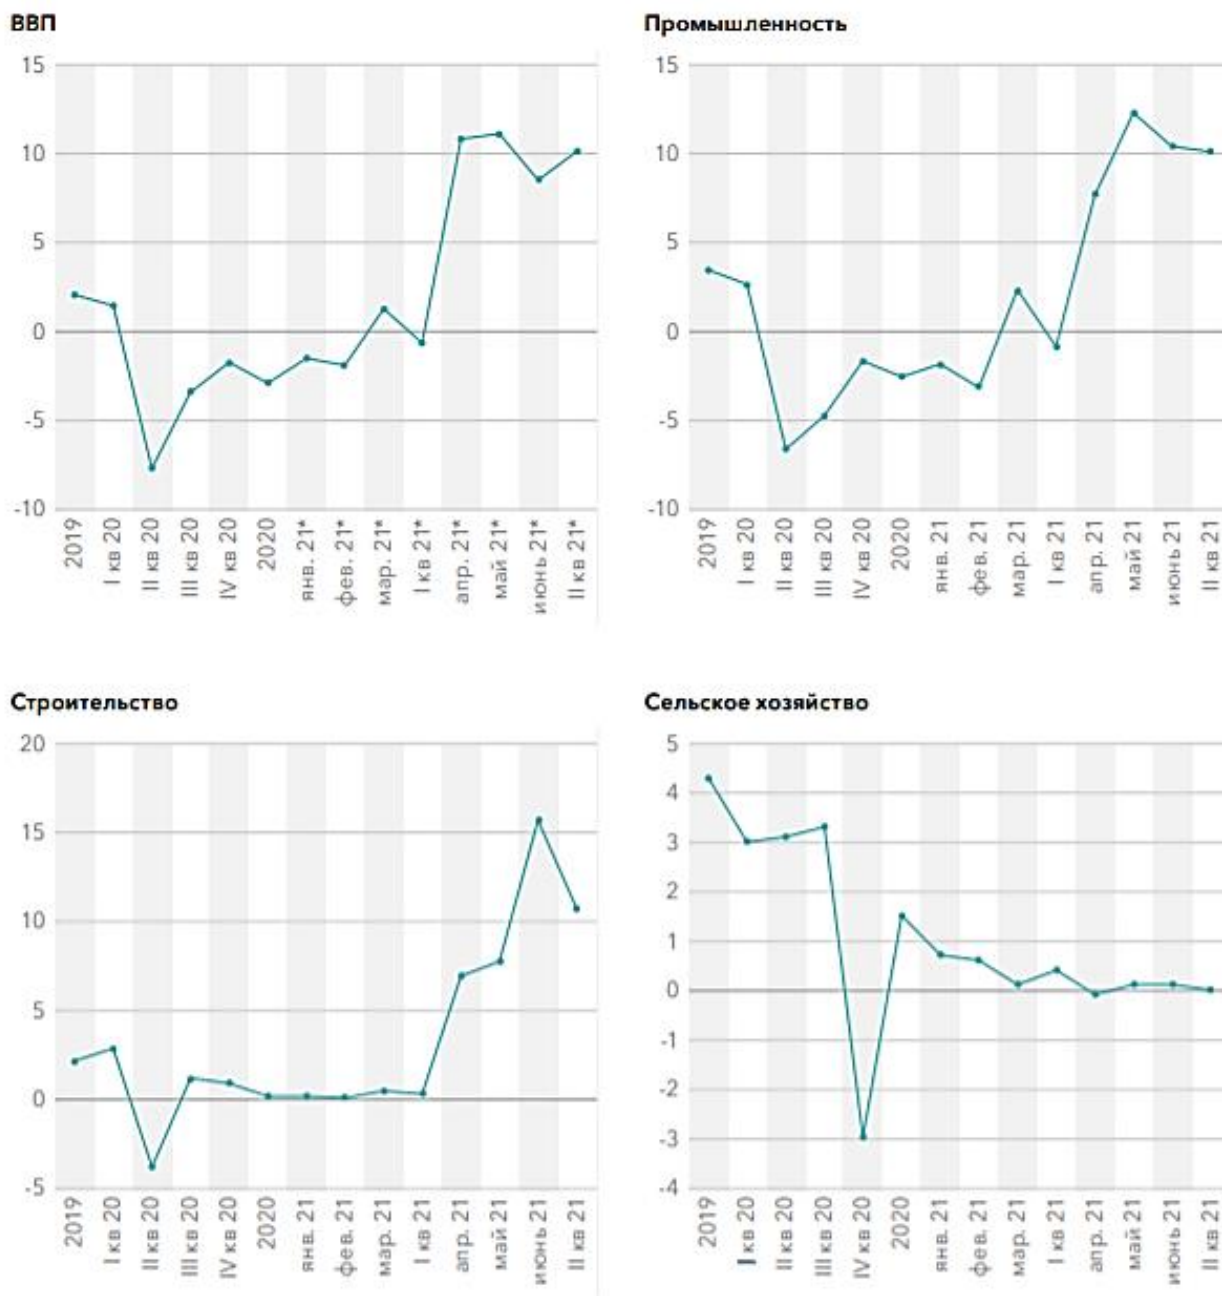 ВВП
15
10
5
0
-5
-10
2019
I кв 20
II кв 20
III кв 20
IV кв 20
2020
янв. 21*
фев. 21*
мар. 21*
I кв 21*
апр. 21*
май 21*
июнь 21*
II кв 21*
Промышленность
15
10
5
0
-5
-10
2019
I кв 20
II кв 20
III кв 20
IV кв 20
2020
янв. 21
фев. 21
мар. 21
I кв 21
апр. 21
май 21
июнь 21
II кв 21
Строительство
20
15
10
5
0
-5
2019
I кв 20
II кв 20
III кв 20
IV кв 20
2020
янв. 21
фев. 21
мар. 21
I кв 21
апр. 21
май 21
июнь 21
II кв 21
Сельское хозяйство
5
4
3
2
1
0
-1
-2
-3
-4
2019
I кв 20
II кв 20
III кв 20
IV кв 20
2020
янв. 21
фев. 21
мар. 21
I кв 21
апр. 21
май 21
июнь 21
II кв 21